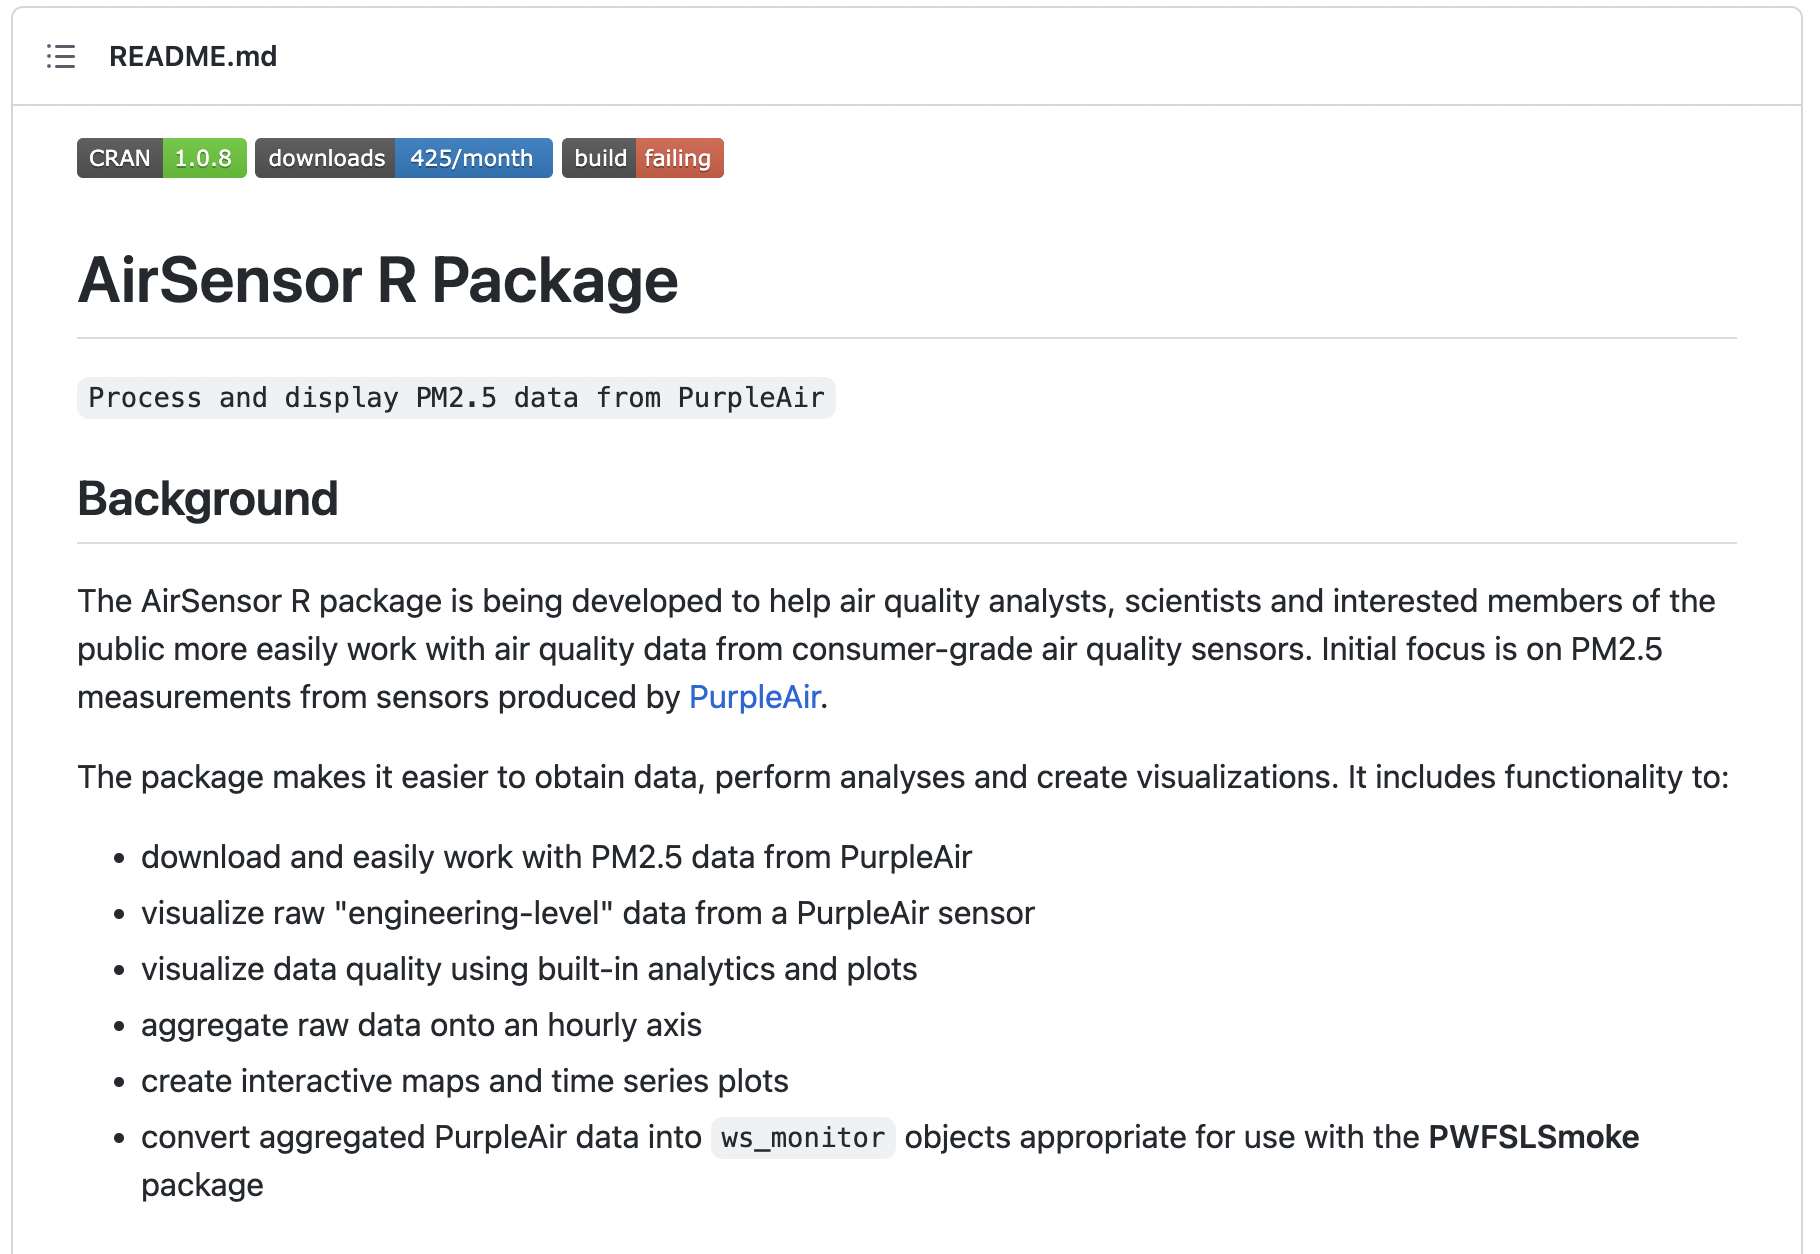 README.md
CRAN 1.0.8 downloads 425/month build failing
AirSensor R Package
Process and display PM2.5 data from PurpleAir
Background
The AirSensor R package is being developed to help air quality analysts, scientists and interested members of the
public more easily work with air quality data from consumer-grade air quality sensors. Initial focus is on PM2.5
measurements from sensors produced by PurpleAir.
The package makes it easier to obtain data, perform analyses and create visualizations. It includes functionality to:
• download and easily work with PM2.5 data from PurpleAir
• visualize raw "engineering-level" data from a PurpleAir sensor
• visualize data quality using built-in analytics and plots
• aggregate raw data onto an hourly axis
• create interactive maps and time series plots
• convert aggregated PurpleAir data into ws_monitor objects appropriate for use with the PWFSLSmoke
package